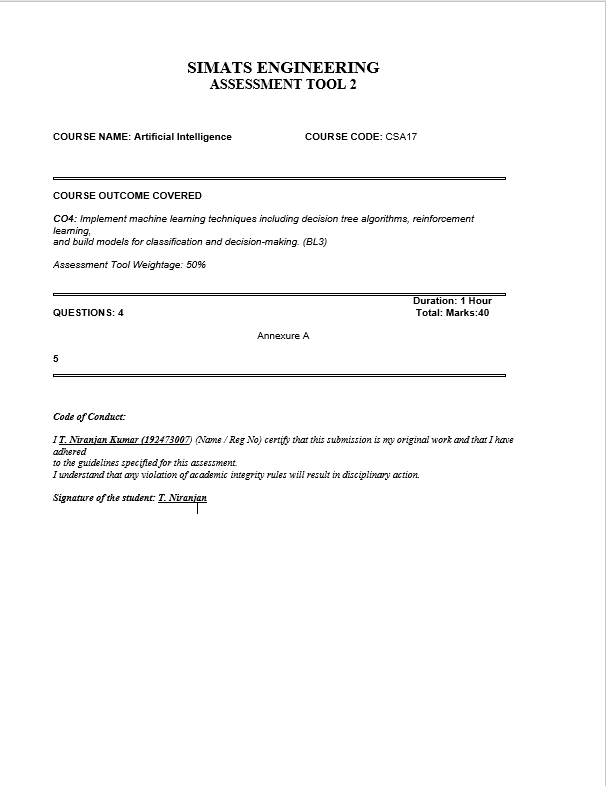 SIMATS ENGINEERING
ASSESSMENT TOOL 2
COURSE NAME: Artificial Intelligence COURSE CODE: CSA17
COURSE OUTCOME COVERED
CO4: Implement machine learning techniques including decision tree algorithms, reinforcement
learning,
and build models for classification and decision-making. (BL3)
Assessment Tool Weightage: 50%
Duration: 1 Hour
QUESTIONS: 4 Total: Marks:40
Annexure A
5
Code of Conduct:
I T. Niranjan Kumar (192473007) (Name / Reg No) certify that this submission is my original work and that I have
adhered
to the guidelines specified for this assessment.
I understand that any violation of academic integrity rules will result in disciplinary action.
Signature of the student: T. Niranjan